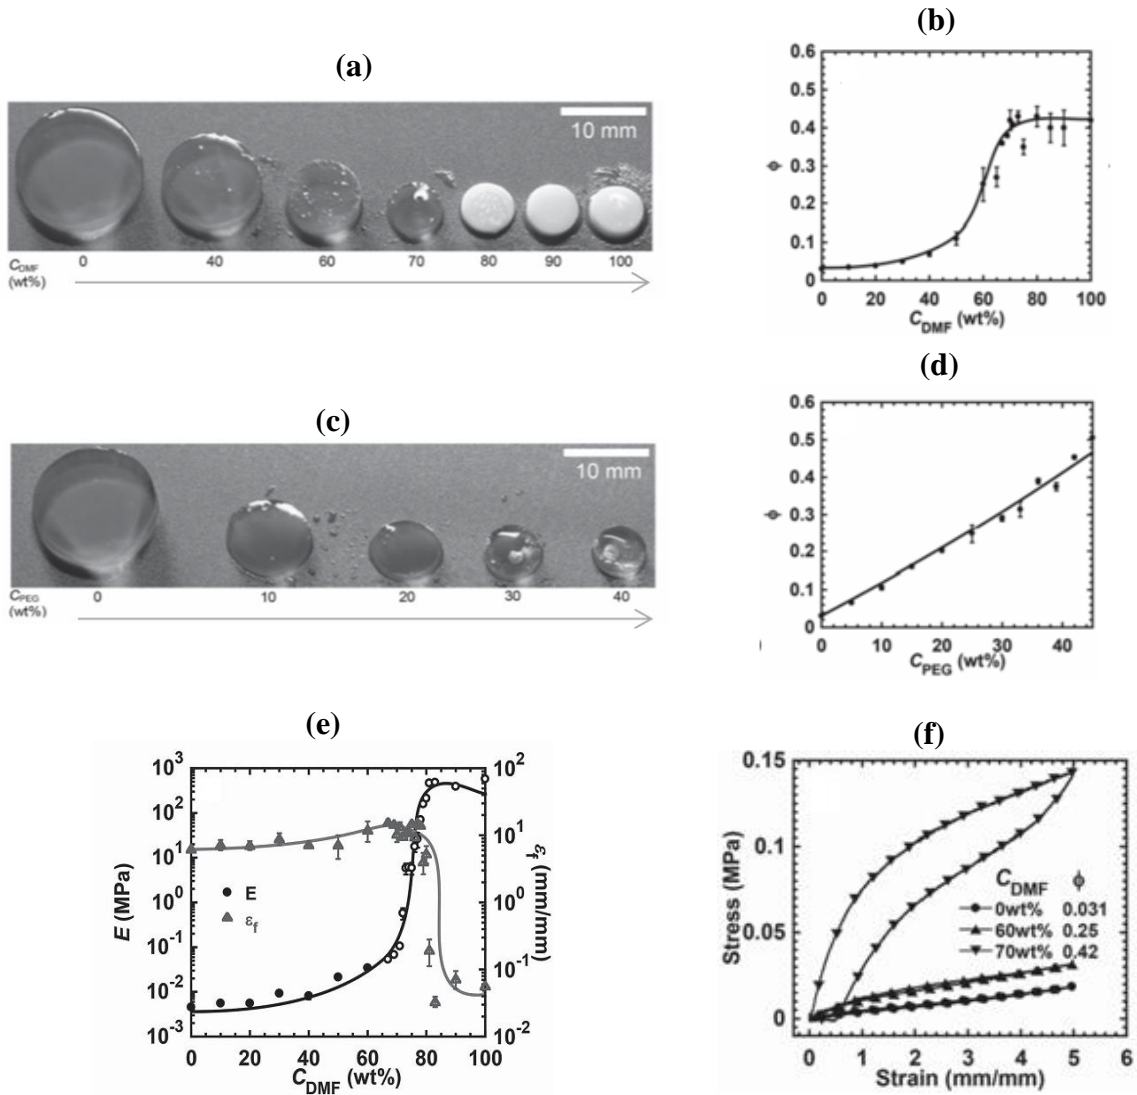 (a)
10 mm
C_DMF (wt%)
0 40 60 70 80 90 100
(b)
0.6
0.5
0.4
0.3
0.2
0.1
0
ϕ
0 20 40 60 80 100
C_DMF (wt%)
(c)
10 mm
C_PEG (wt%)
0 10 20 30 40
(d)
0.6
0.5
0.4
0.3
0.2
0.1
0
ϕ
0 10 20 30 40
C_PEG (wt%)
(e)
10^3
10^2
10^1
10^0
10^-1
10^-2
10^-3
E (MPa)
E
ε_f
10^2
10^1
10^0
10^-1
10^-2
ε_f (mm/mm)
0 20 40 60 80 100
C_DMF (wt%)
(f)
0.15
0.1
0.05
0
Stress (MPa)
C_DMF ϕ
0wt% 0.031
60wt% 0.25
70wt% 0.42
0 1 2 3 4 5 6
Strain (mm/mm)